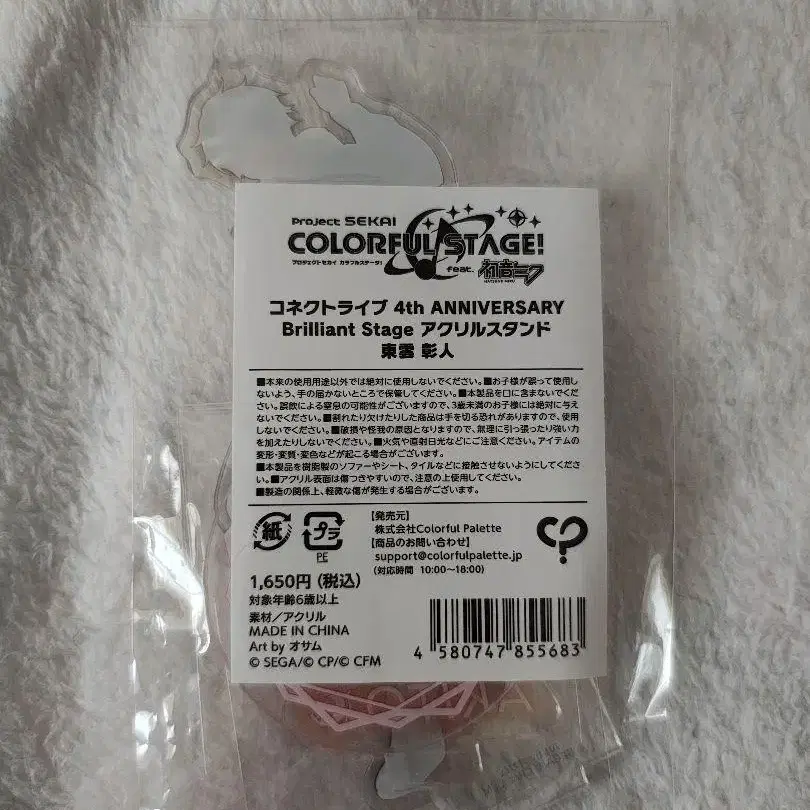 Project SEKAI
COLORFUL STAGE!
プロジェクトセカイ カラフルステージ!
feat. 初音ミク
HATSUNE MIKU
コネクトライブ 4th ANNIVERSARY
Brilliant Stage アクリルスタンド
東雲 彰人
■本来の使用用途以外では絶対に使用しないでください。■お子様が誤って使用し
ないよう、手の届かないところで保管してください。■本製品を口に含まないでくだ
さい。誤飲による窒息の可能性がございますので、3歳未満のお子様には絶対に与え
ないでください。■割れたり欠けたりした商品は手を切る恐れがありますので、使用
しないでください。■破損や怪我の原因となりますので、無理に引っ張ったり強い力
を加えたりしないでください。■火気や直射日光などにご注意ください。アイテムの
変形・変質・変色などが起こる場合がございます。
■本製品を樹脂製のソファーやシート、タイルなどに接触させないようにしてくださ
い。■アクリル表面は傷つきやすいので、注意の上使用してください。
■製造の関係上、軽微な傷が発生する場合がございます。
紙
プラ
PE
【発売元】
株式会社Colorful Palette
【商品のお問い合わせ】
support@colorfulpalette.jp
(対応時間 10:00〜18:00)
1,650円(税込)
対象年齢6歳以上
素材/アクリル
MADE IN CHINA
Art by オサム
© SEGA/© CP/© CFM
4 580747 855683